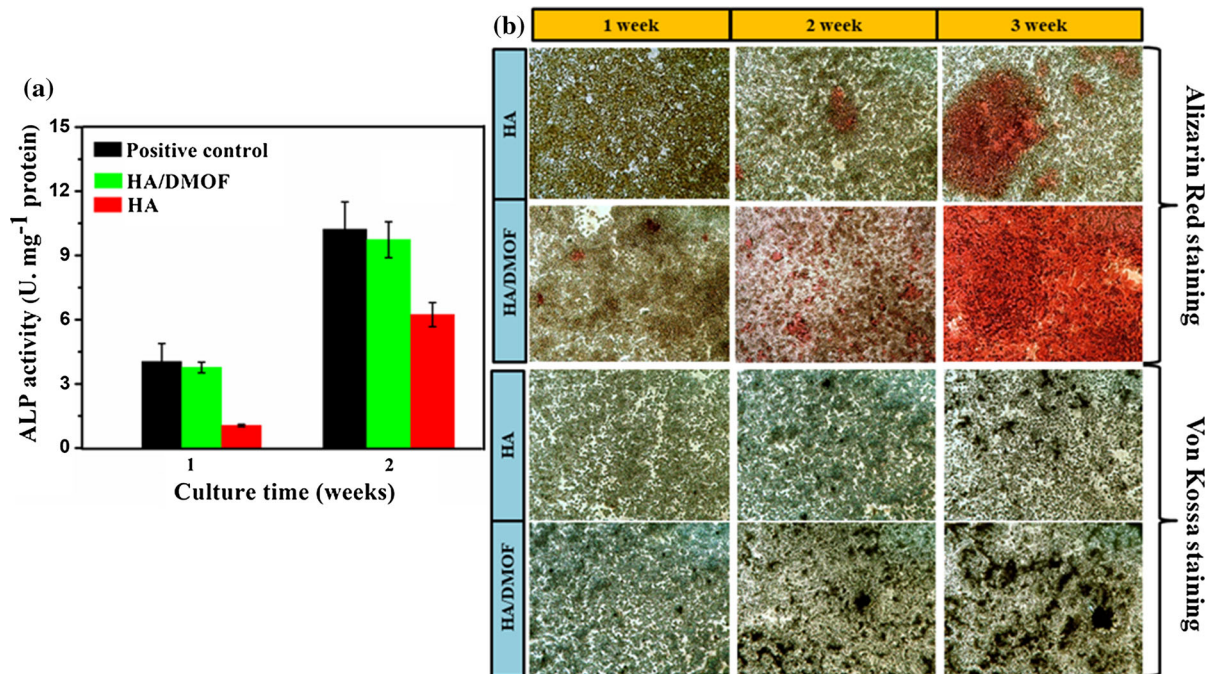 (a)
ALP activity (U. mg-1 protein)
15
12
9
6
3
0
Positive control
HA/DMOF
HA
1
2
Culture time (weeks)
(b)
1 week
2 week
3 week
HA
HA/DMOF
HA
HA/DMOF
Alizarin Red staining
Von Kossa staining